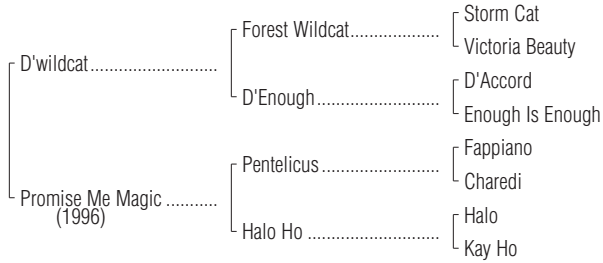 Storm Cat
Forest Wildcat....................
Victoria Beauty
D'wildcat............................
D'Accord
D'Enough...........................
Enough Is Enough
Fappiano
Pentelicus..........................
Charedi
Promise Me Magic ...........
(1996)
Halo
Halo Ho .............................
Kay Ho